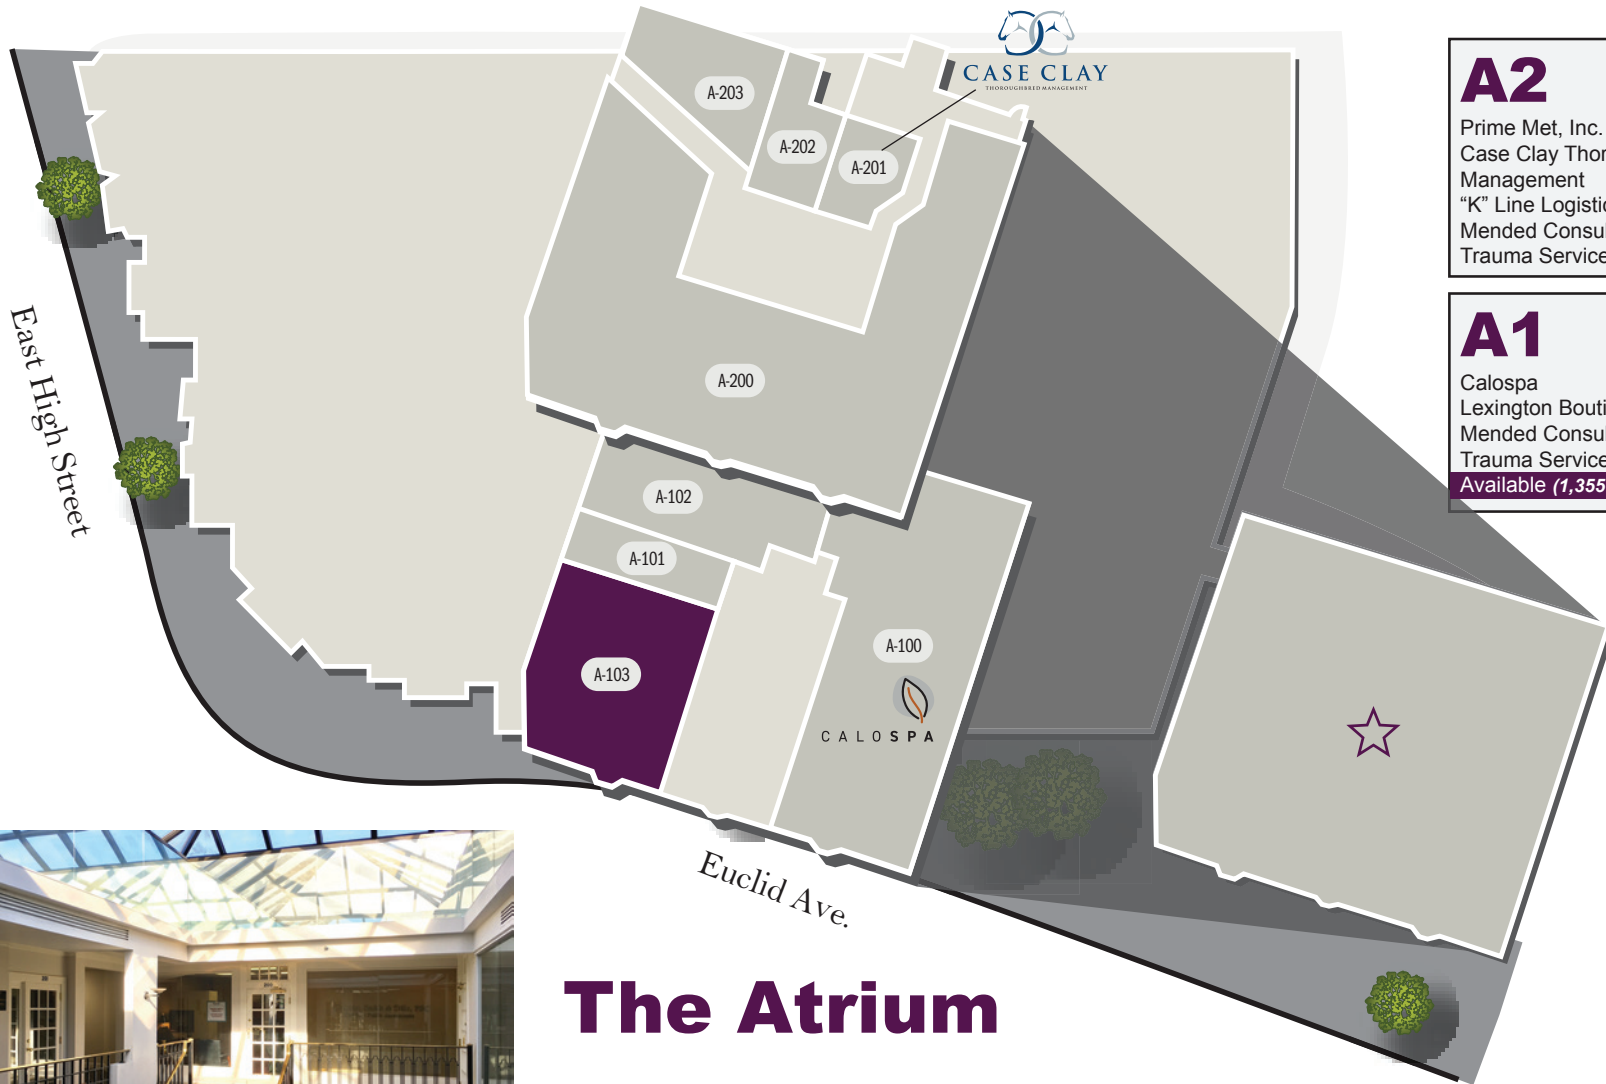 CASE CLAY
THOROUGHBRED MANAGEMENT
A-203
A-202
A-201
A-200
A-102
A-101
A-103
A-100
CALOSPA
East High Street
Euclid Ave.
The Atrium
A2
Prime Met, Inc.
Case Clay Thor
Management
“K” Line Logistic
Mended Consul
Trauma Service
A1
Calospa
Lexington Bouti
Mended Consul
Trauma Service
Available (1,355